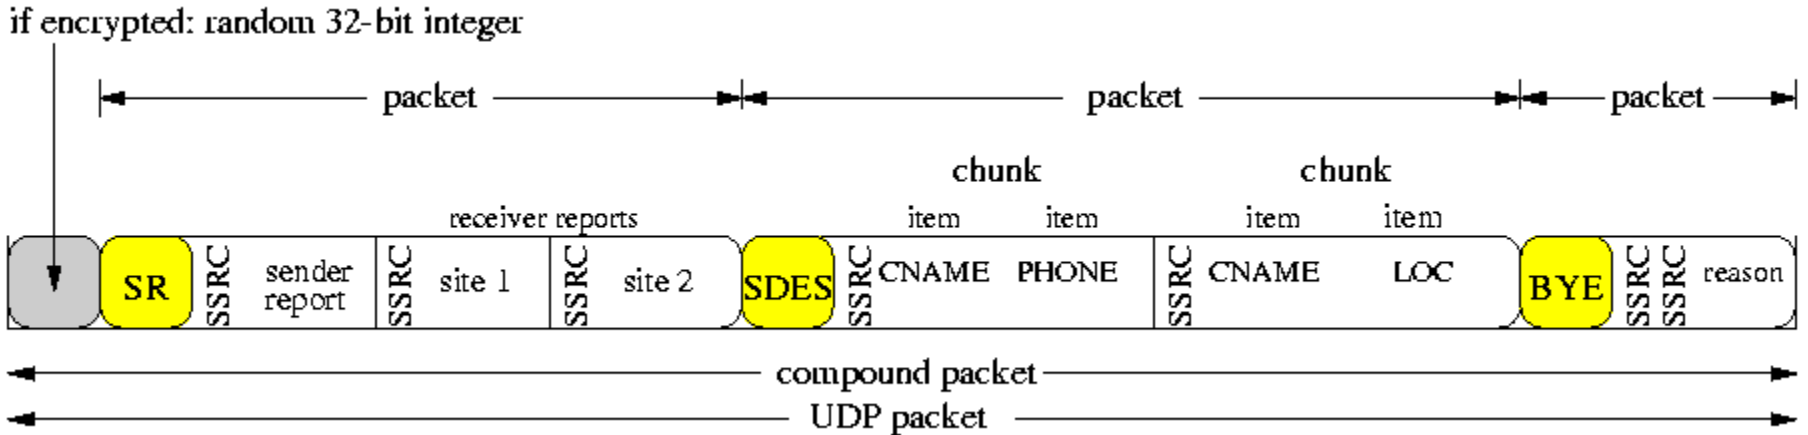 if encrypted: random 32-bit integer
packet packet packet
chunk chunk
receiver reports item item item item
SR SSRC sender report SSRC site 1 SSRC site 2 SDES SSRC CNAME PHONE SSRC CNAME LOC BYE SSRC SSRC reason
compound packet
UDP packet